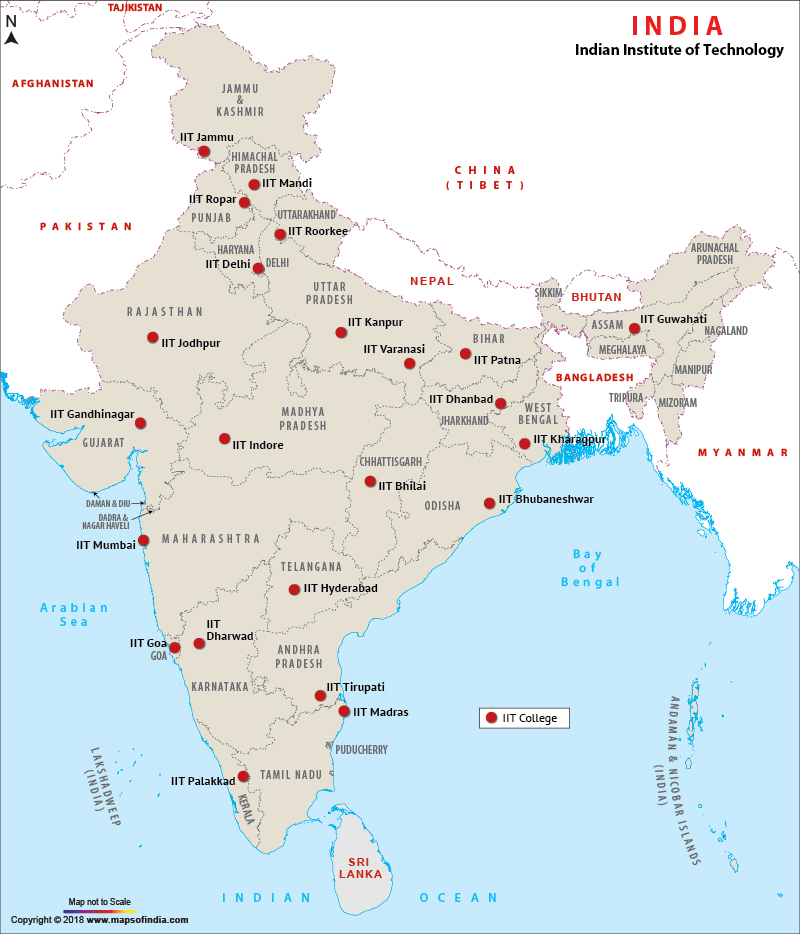 TAJIKISTAN
N
INDIA
Indian Institute of Technology
AFGHANISTAN
JAMMU
&
KASHMIR
IIT Jammu
HIMACHAL
PRADESH
IIT Mandi
CHINA
(TIBET)
IIT Ropar
PUNJAB
UTTARAKHAND
PAKISTAN
IIT Roorkee
HARYANA
IIT Delhi
DELHI
ARUNACHAL
PRADESH
NEPAL
UTTAR
PRADESH
SIKKIM
BHUTAN
RAJASTHAN
IIT Kanpur
ASSAM
IIT Guwahati
NAGALAND
IIT Jodhpur
IIT Varanasi
BIHAR
IIT Patna
MEGHALAYA
MANIPUR
BANGLADESH
IIT Dhanbad
TRIPURA
MIZORAM
IIT Gandhinagar
MADHYA
PRADESH
JHARKHAND
WEST
BENGAL
GUJARAT
IIT Indore
IIT Kharagpur
MYANMAR
CHHATTISGARH
IIT Bhilai
DAMAN & DIU
DADRA &
NAGAR HAVELI
ODISHA
IIT Bhubaneshwar
IIT Mumbai
MAHARASHTRA
Bay
of
Bengal
TELANGANA
IIT Hyderabad
Arabian
Sea
IIT
Dharwad
IIT Goa
GOA
ANDHRA
PRADESH
KARNATAKA
IIT Tirupati
IIT Madras
IIT College
PUDUCHERRY
ANDAMAN & NICOBAR ISLANDS
(INDIA)
LAKSHADWEEP
(INDIA)
IIT Palakkad
TAMIL NADU
KERALA
SRI
LANKA
INDIAN OCEAN
Map not to Scale
Copyright © 2018 www.mapsofindia.com